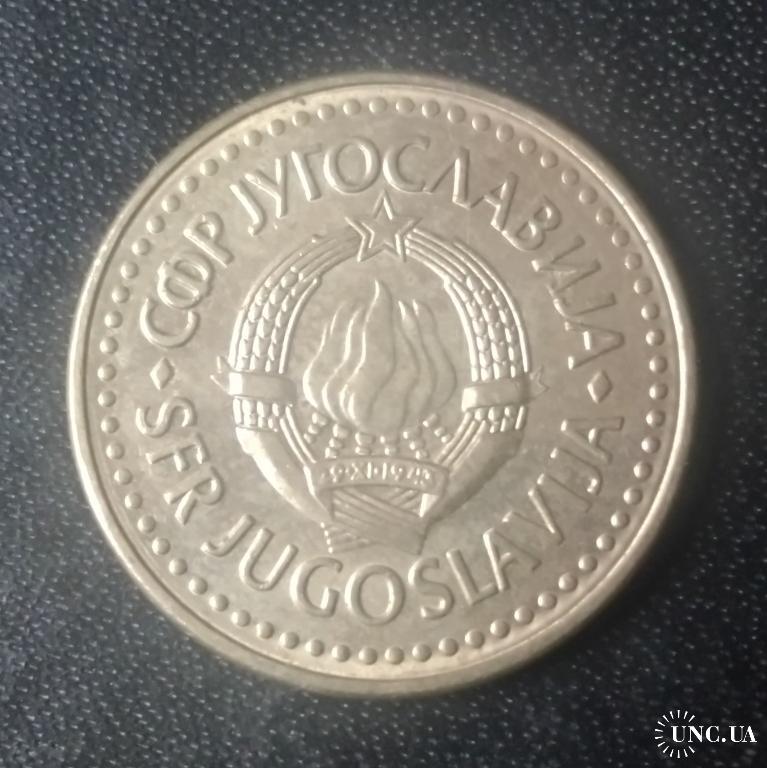 СФР ЈУГОСЛАВИЈА
SFR JUGOSLAVIJA
29·XI·1943
UNC.UA